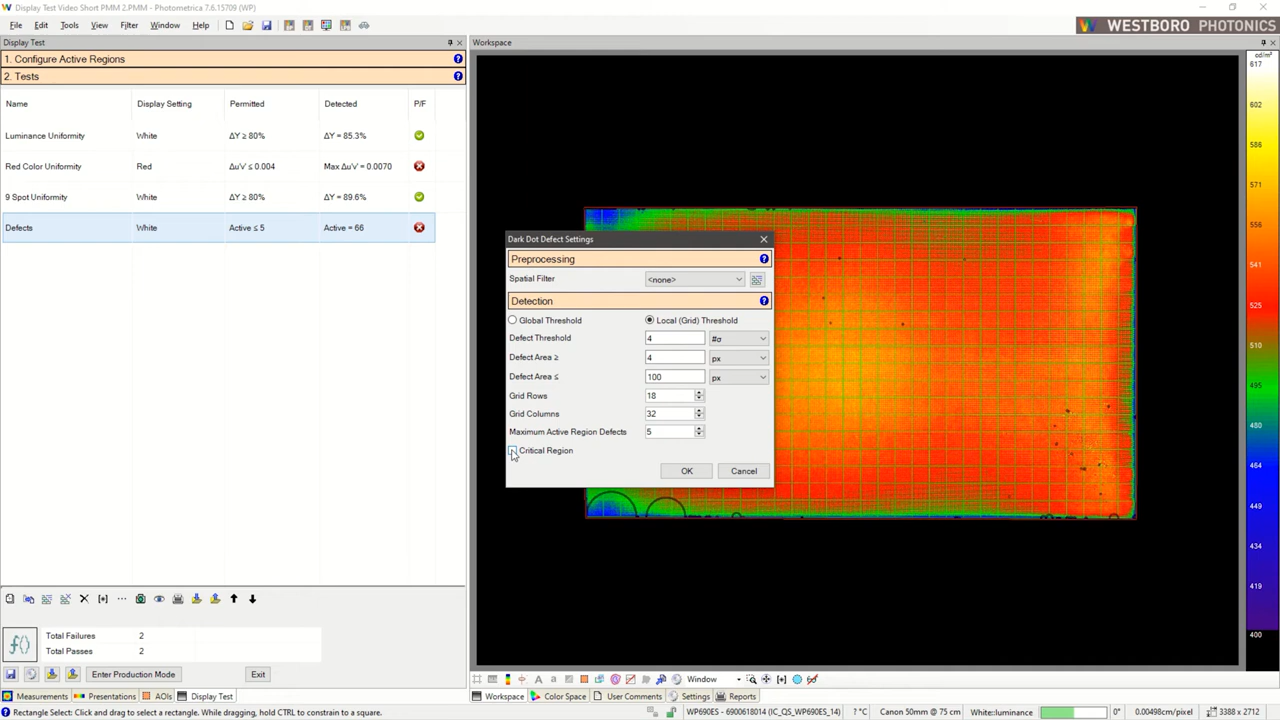 Display Test Video Short PMM 2.PMM - Photometrica 7.6.15709 (WP)
File Edit Tools View Filter Window Help
WESTBORO PHOTONICS
Display Test
Workspace
1. Configure Active Regions
2. Tests
Name Display Setting Permitted Detected P/F
Luminance Uniformity White ΔY ≥ 80% ΔY = 85.3%
Red Color Uniformity Red Δu'v' ≤ 0.004 Max Δu'v' = 0.0070
9 Spot Uniformity White ΔY ≥ 80% ΔY = 89.6%
Defects White Active ≤ 5 Active = 66
Dark Dot Defect Settings
Preprocessing
Spatial Filter <none>
Detection
Global Threshold Local (Grid) Threshold
Defect Threshold 4 #σ
Defect Area ≥ 4 px
Defect Area ≤ 100 px
Grid Rows 18
Grid Columns 32
Maximum Active Region Defects 5
Critical Region
OK Cancel
cd/m²
617
602
586
571
556
541
525
510
495
480
465
449
434
419
400
Total Failures 2
Total Passes 2
Enter Production Mode Exit
Window
Measurements Presentations AOIs Display Test
Workspace Color Space User Comments Settings Reports
Rectangle Select: Click and drag to select a rectangle. While dragging, hold CTRL to constrain to a square.
WP690ES - 6900618014 (IC_QS_WP690ES_14) ? °C Canon 50mm @ 75 cm White:luminance 0° 0.00498cm/pixel 3388 x 2712